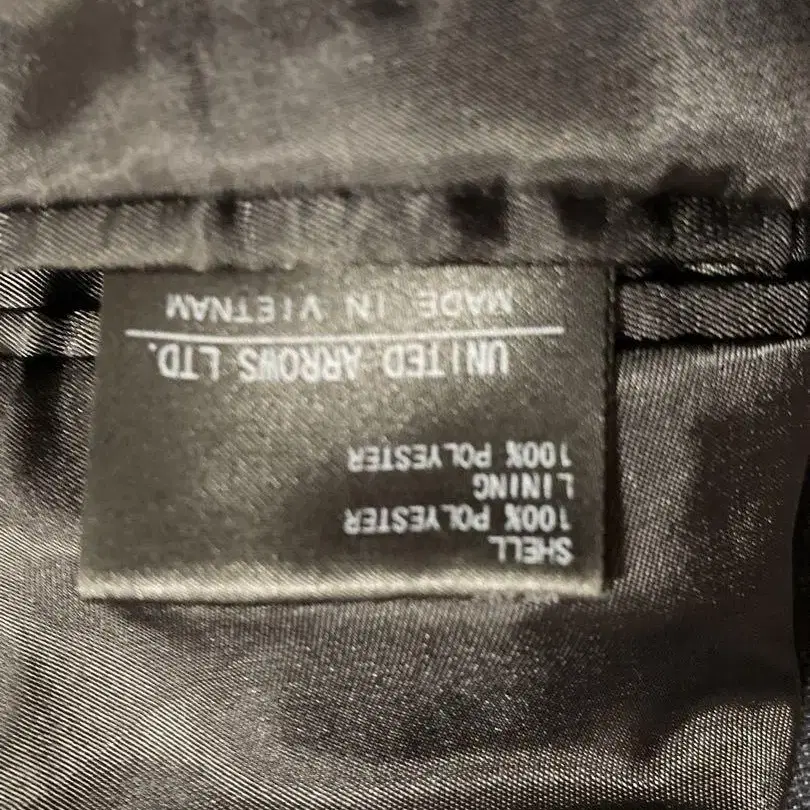 SHELL
100% POLYESTER
LINING
100% POLYESTER
UNITED ARROWS LTD.
MADE IN VIETNAM